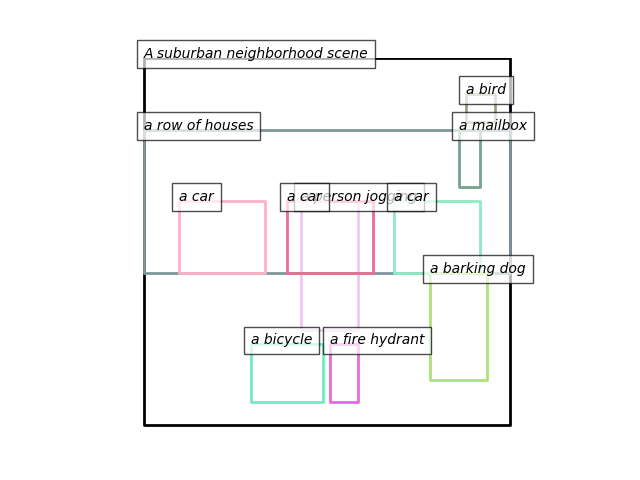 A suburban neighborhood scene
a bird
a row of houses
a mailbox
a car
a car
a person jogging
a car
a barking dog
a bicycle
a fire hydrant